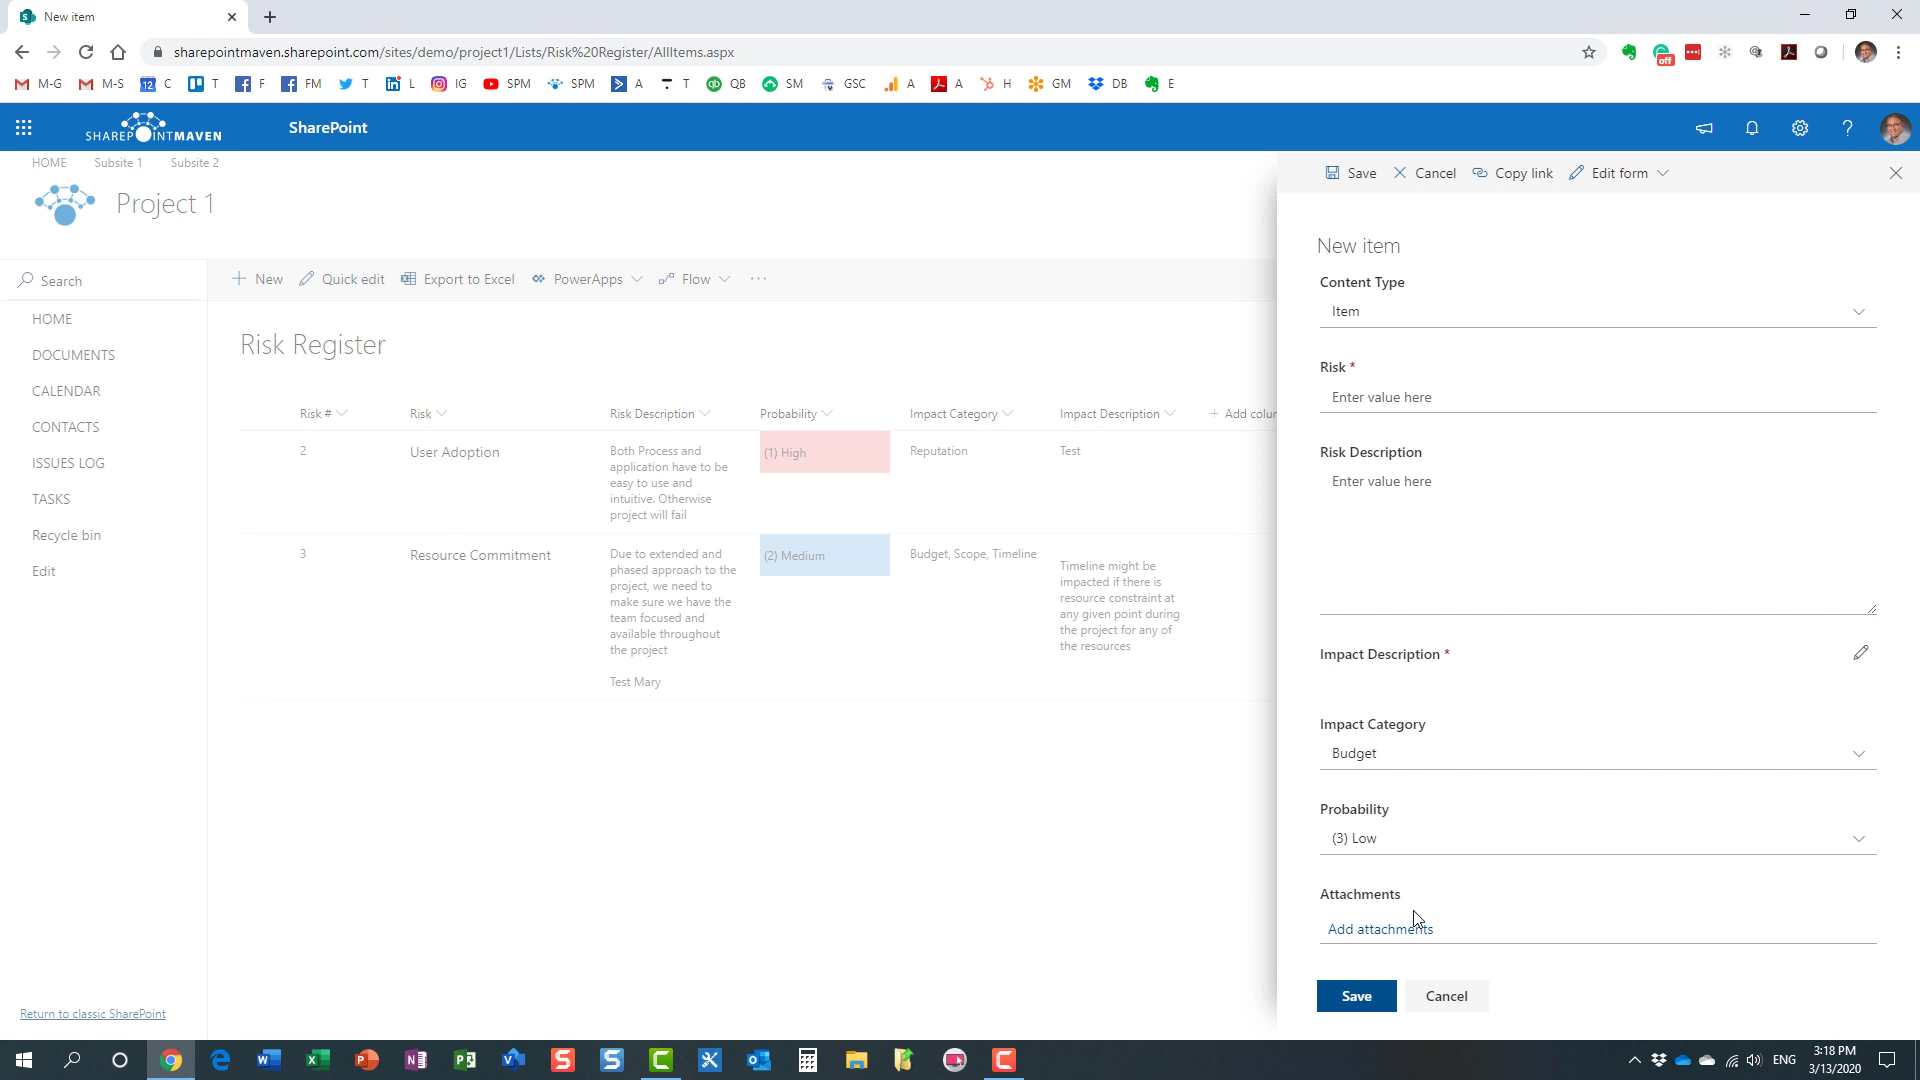 New item
sharepointmaven.sharepoint.com/sites/demo/project1/Lists/Risk%20Register/AllItems.aspx
off
M-G M-S 12 C T F FM T L IG SPM SPM A T QB SM GSC A A H GM DB E
SHAREPOINTMAVEN SharePoint
HOME Subsite 1 Subsite 2
Project 1
Search
HOME
DOCUMENTS
CALENDAR
CONTACTS
ISSUES LOG
TASKS
Recycle bin
Edit
Return to classic SharePoint
New Quick edit Export to Excel PowerApps Flow ···
Risk Register
Risk # Risk Risk Description Probability Impact Category Impact Description + Add colum
2 User Adoption
Both Process and
application have to be
easy to use and
intuitive. Otherwise
project will fail
(1) High
Reputation
Test
3 Resource Commitment
Due to extended and
phased approach to the
project, we need to
make sure we have the
team focused and
available throughout
the project
Test Mary
(2) Medium
Budget, Scope, Timeline
Timeline might be
impacted if there is
resource constraint at
any given point during
the project for any of
the resources
Save Cancel Copy link Edit form
New item
Content Type
Item
Risk *
Enter value here
Risk Description
Enter value here
Impact Description *
Impact Category
Budget
Probability
(3) Low
Attachments
Add attachments
Save Cancel
ENG
3:18 PM
3/13/2020